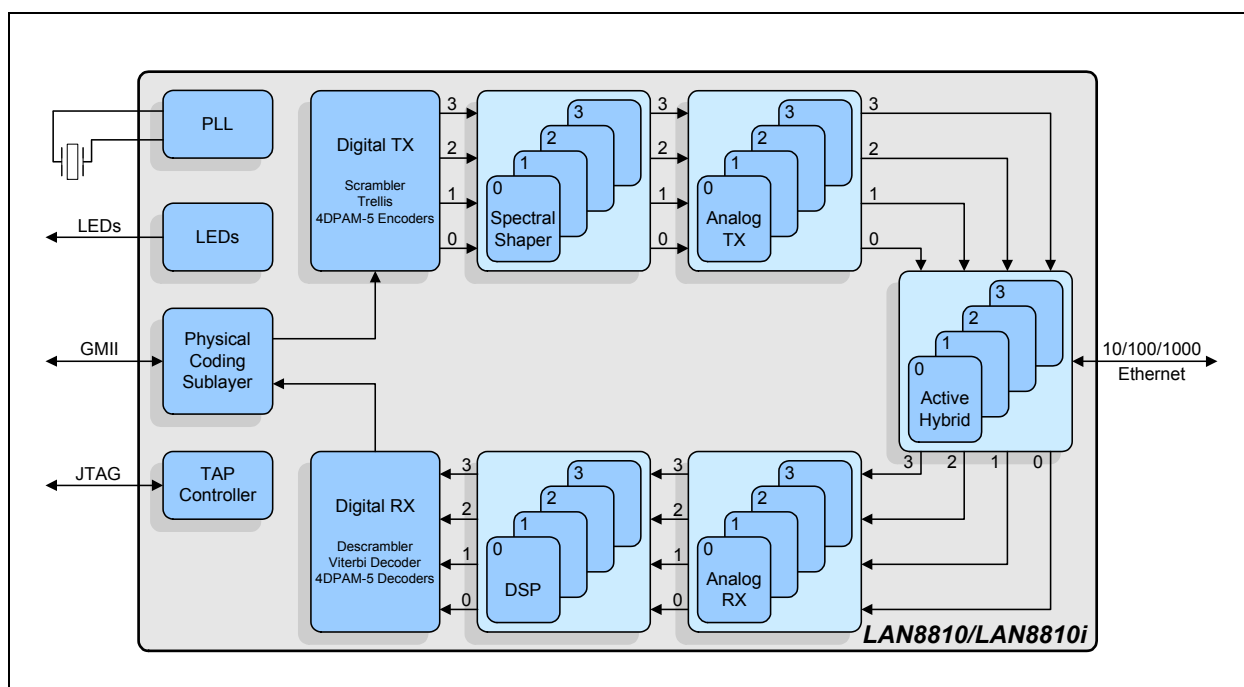 PLL
LEDs
LEDs
GMII
Physical
Coding
Sublayer
JTAG
TAP
Controller
Digital TX
Scrambler
Trellis
4DPAM-5 Encoders
3
2
1
0
3
2
1
0
Spectral
Shaper
3
2
1
0
3
2
1
0
Analog
TX
3
2
1
0
3
2
1
0
Active
Hybrid
10/100/1000
Ethernet
3
2
1
0
3
2
1
0
Analog
RX
3
2
1
0
3
2
1
0
DSP
3
2
1
0
Digital RX
Descrambler
Viterbi Decoder
4DPAM-5 Decoders
LAN8810/LAN8810i